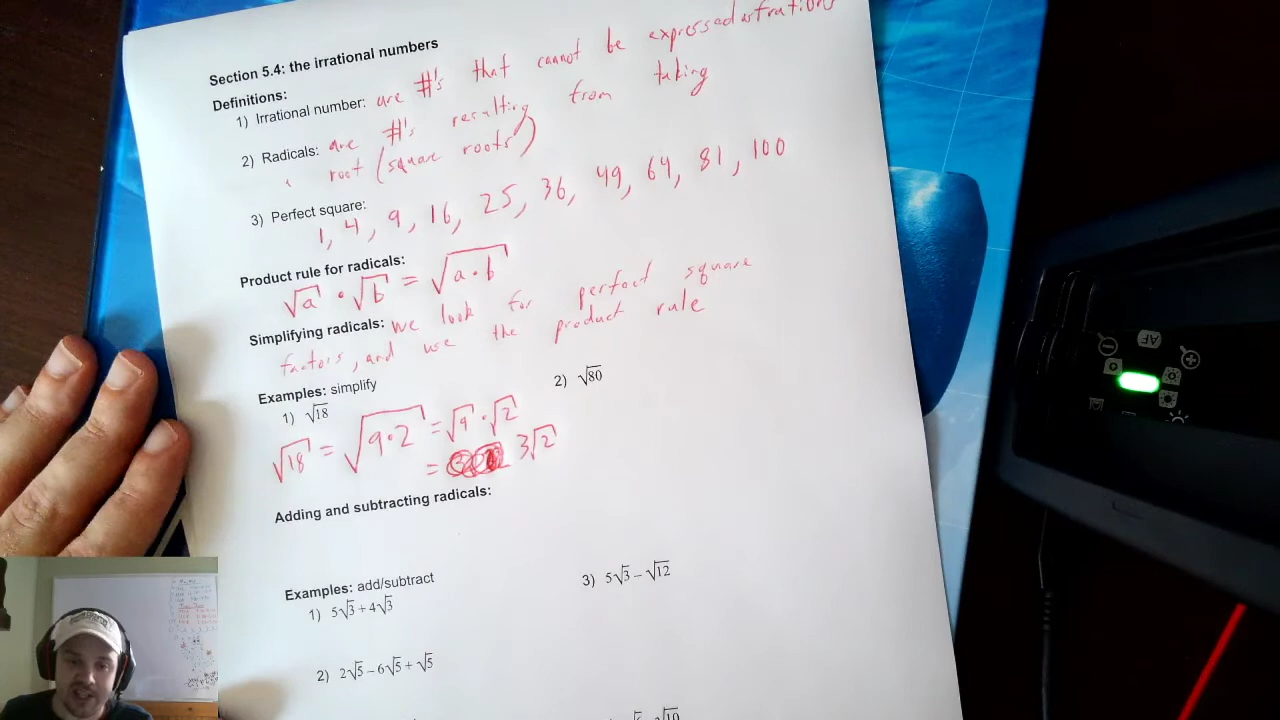 Section 5.4: the irrational numbers
Definitions:
1) Irrational number: are #'s that cannot be expressed as fractions
2) Radicals: are #'s resulting from taking
root (square roots)
3) Perfect square:
1, 4, 9, 16, 25, 36, 49, 64, 81, 100
Product rule for radicals:
√a · √b = √a·b
Simplifying radicals: we look for perfect square
factors, and use the product rule
Examples: simplify
1) √18
2) √80
√18 = √9·2 = √9 · √2
= 3√2
Adding and subtracting radicals:
Examples: add/subtract
1) 5√3 + 4√3
3) 5√3 − √12
2) 2√5 − 6√5 + √5
AF